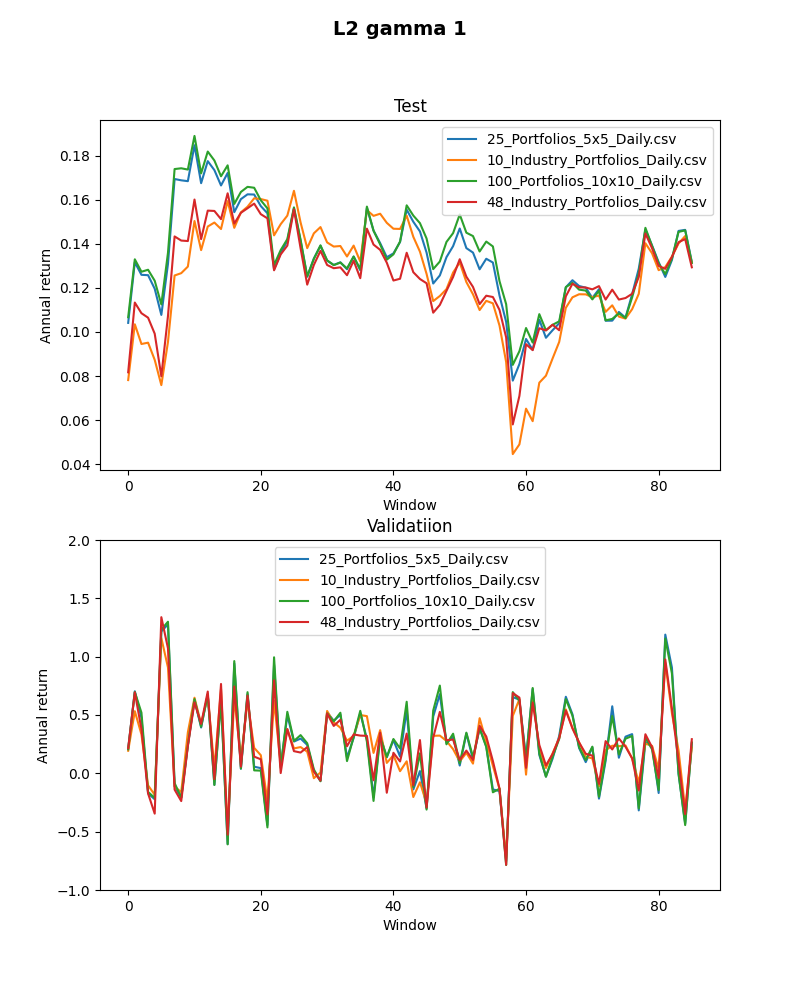 L2 gamma 1
Test
Annual return
0.18
0.16
0.14
0.12
0.10
0.08
0.06
0.04
25_Portfolios_5x5_Daily.csv
10_Industry_Portfolios_Daily.csv
100_Portfolios_10x10_Daily.csv
48_Industry_Portfolios_Daily.csv
0 20 40 60 80
Window
Validatiion
Annual return
2.0
1.5
1.0
0.5
0.0
−0.5
−1.0
25_Portfolios_5x5_Daily.csv
10_Industry_Portfolios_Daily.csv
100_Portfolios_10x10_Daily.csv
48_Industry_Portfolios_Daily.csv
0 20 40 60 80
Window